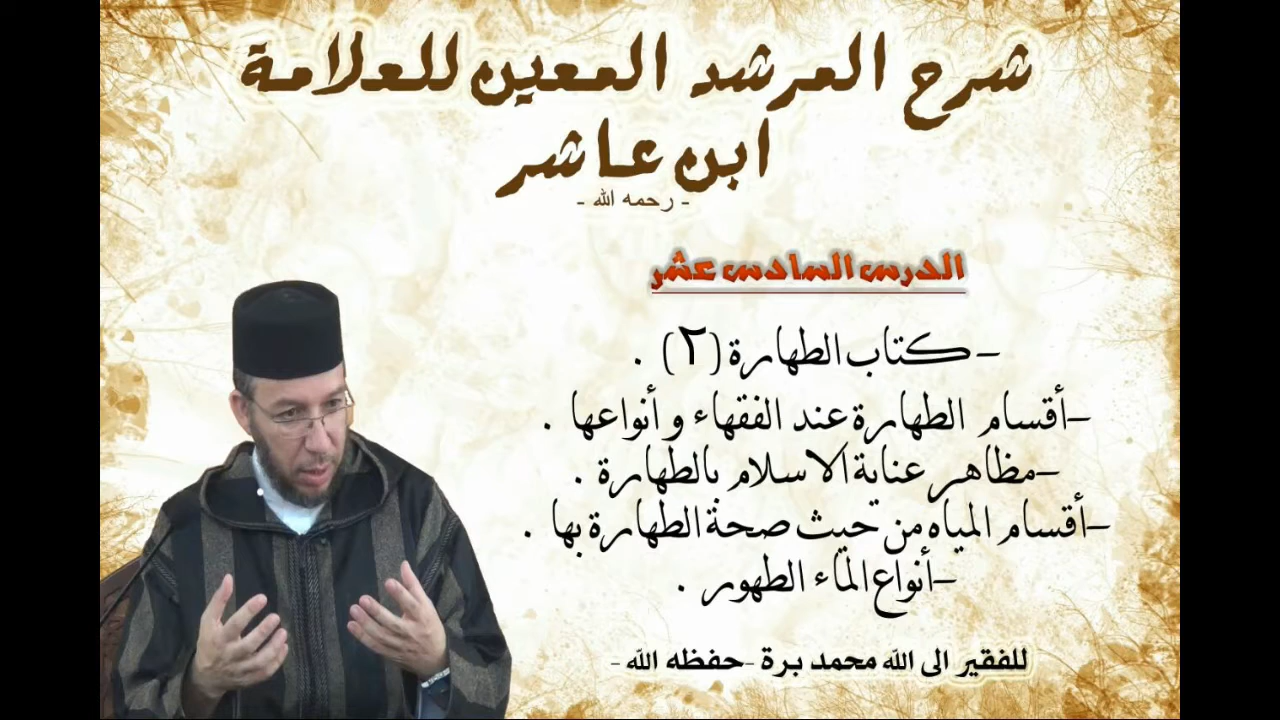 شرح المرشد المعين للعلامة
ابن عاشر
- رحمه الله -
الدرس السادس عشر
- كتاب الطهارة (٢) .
-أقسام الطهارة عند الفقهاء و أنواعها .
-مظاهر عناية الاسلام بالطهارة .
-أقسام المياه من حيث صحة الطهارة بها .
-أنواع الماء الطهور .
للفقير الى الله محمد برة -حفظه الله -